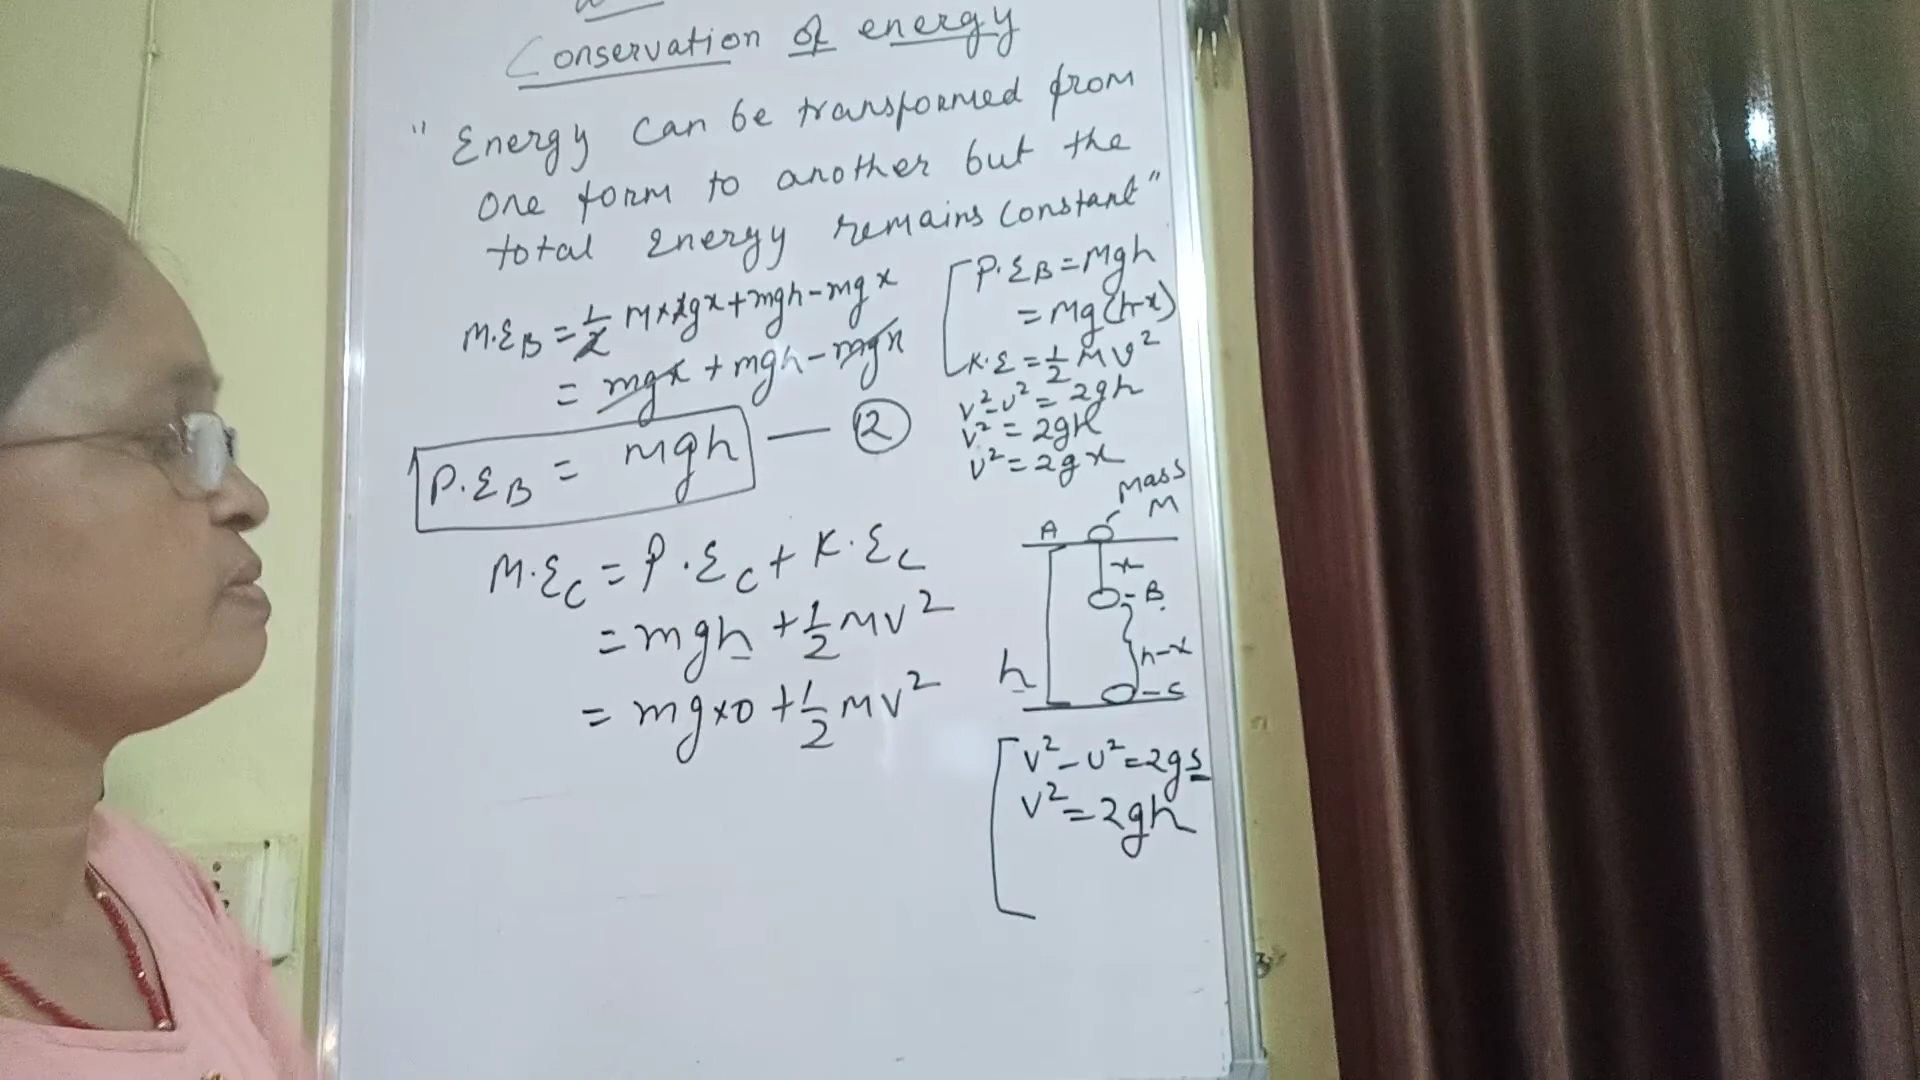 Conservation of energy
" Energy can be transformed from
one form to another but the
total energy remains constant"
M.E_B = 1/2 M×2gx + mgh - mgx
= mgx + mgh - mgx
P.E_B = mgh — ②
M.E_C = P.E_C + K.E_C
= mgh + 1/2 MV²
= mg×0 + 1/2 MV²
P.E_B = Mgh
= Mg(h-x)
K.E = 1/2 MV²
V²-U² = 2gh
V² = 2gh
V² = 2gx
Mass
M
A
x
B
h-x
h
C
V²-U²=2gs
V²=2gh